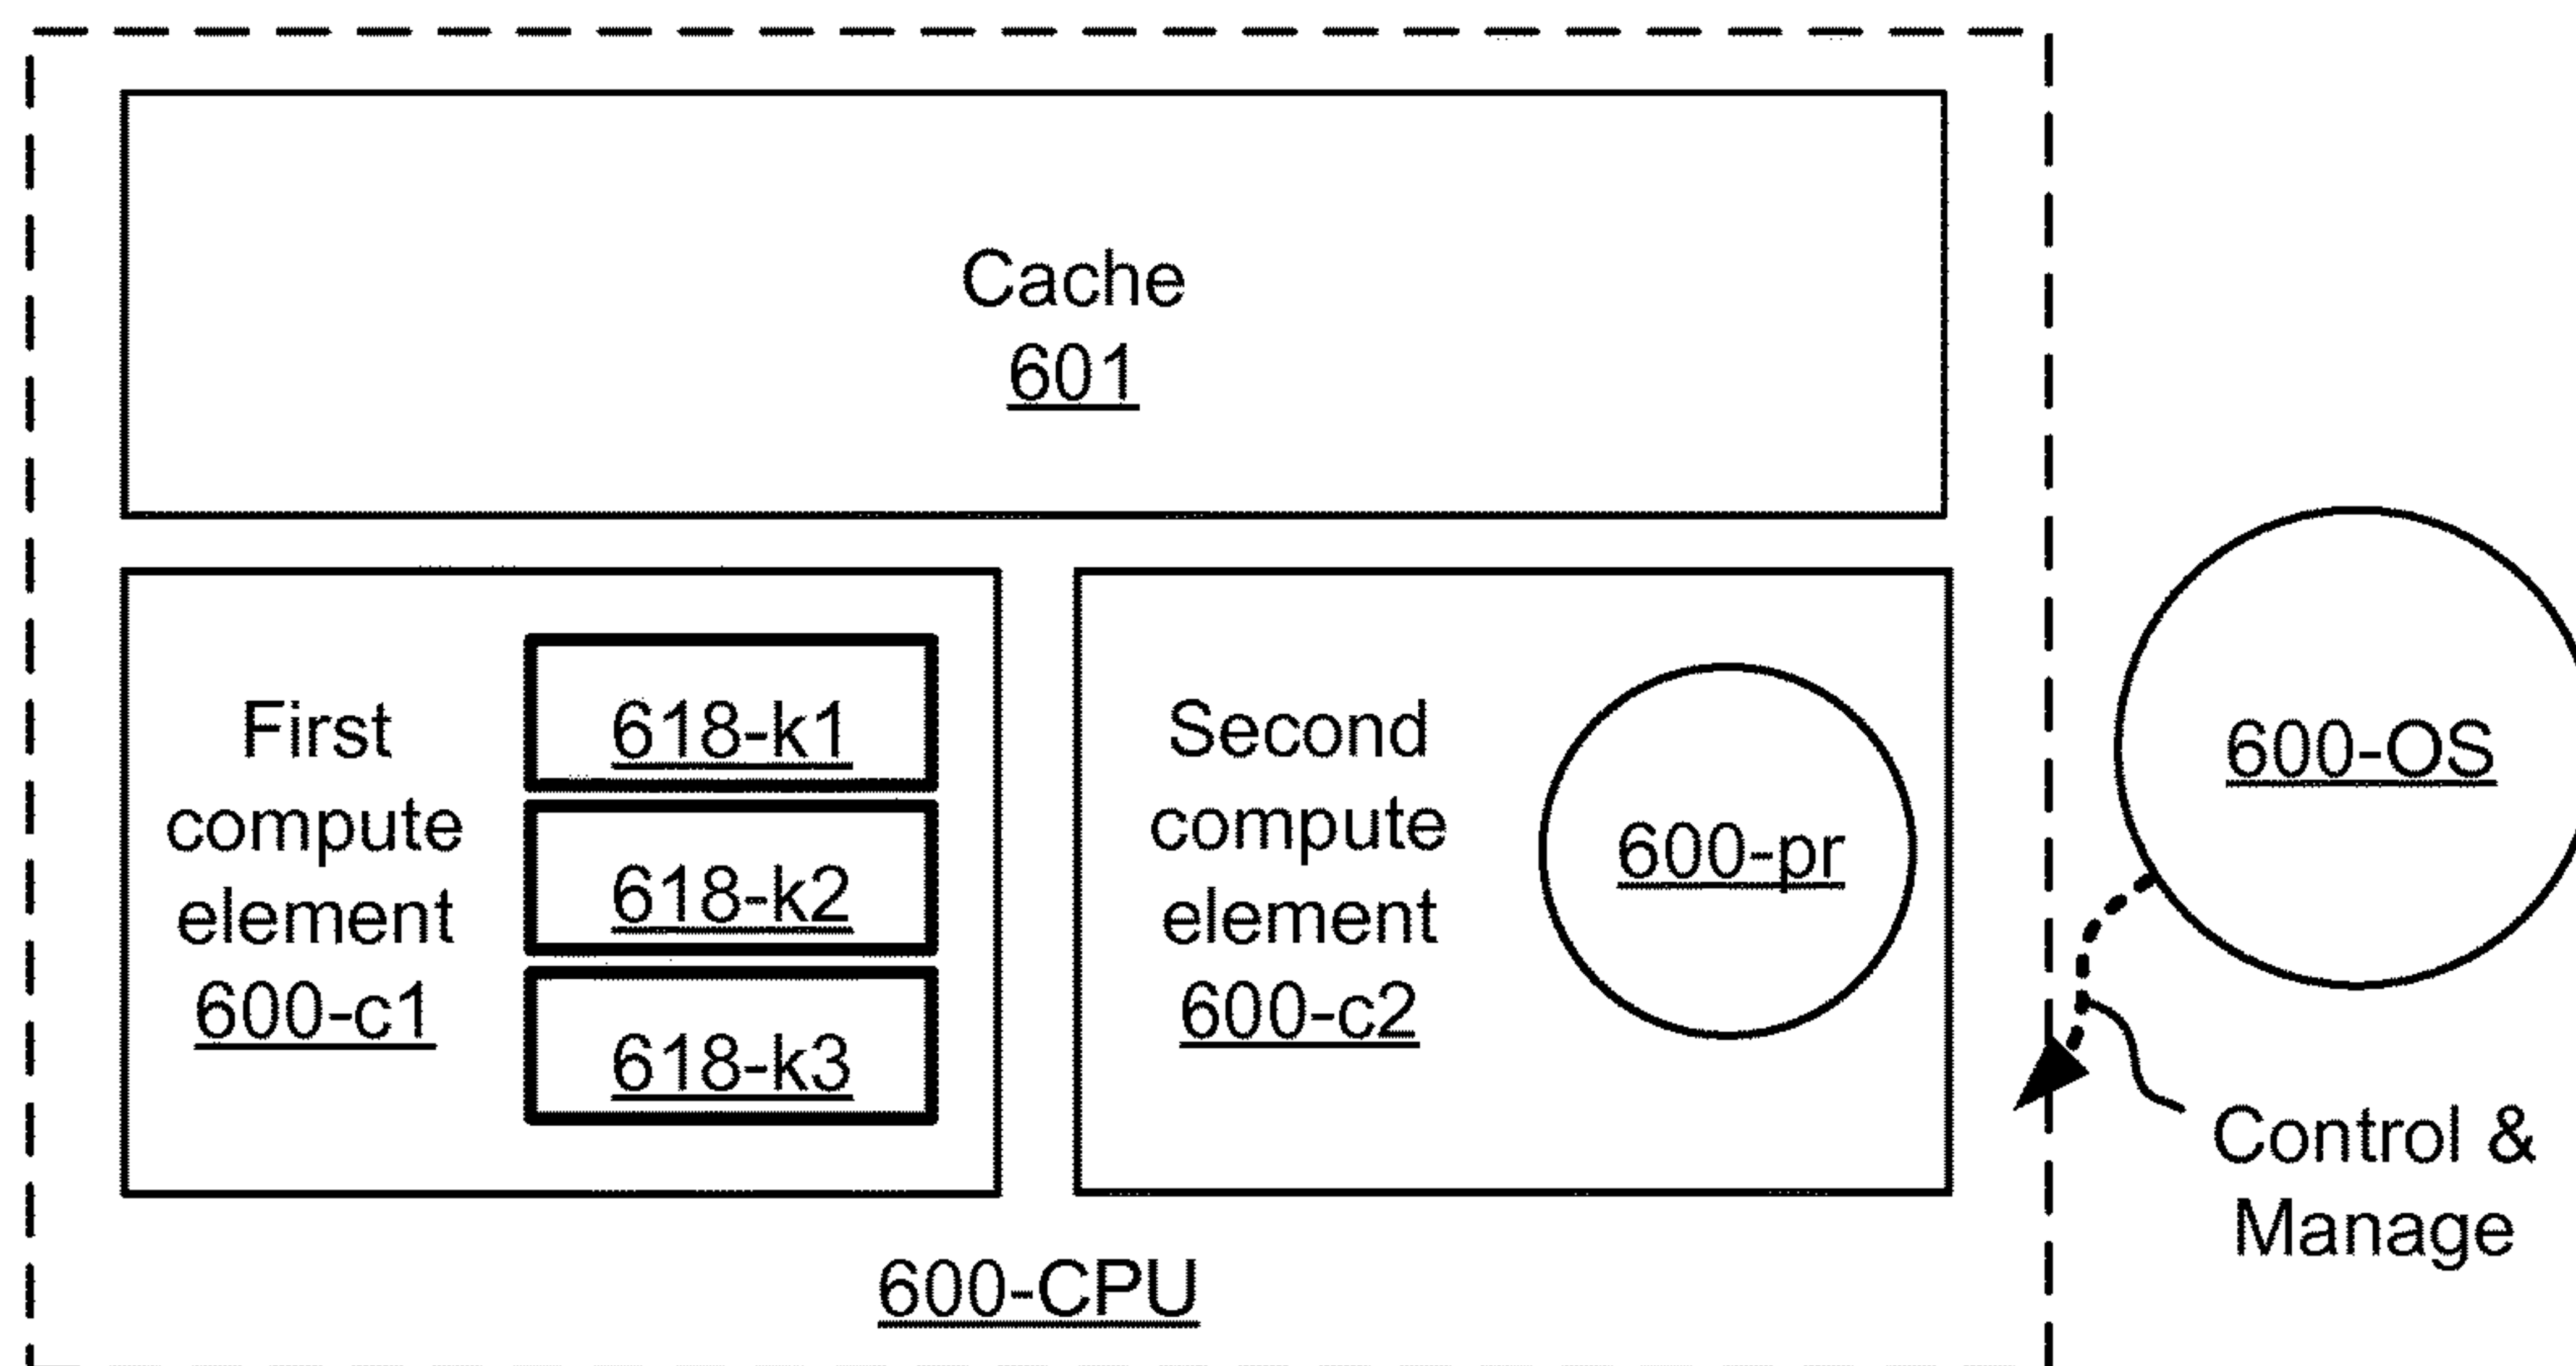 Cache
601
First
compute
element
600-c1
618-k1
618-k2
618-k3
Second
compute
element
600-c2
600-pr
600-OS
Control &
Manage
600-CPU